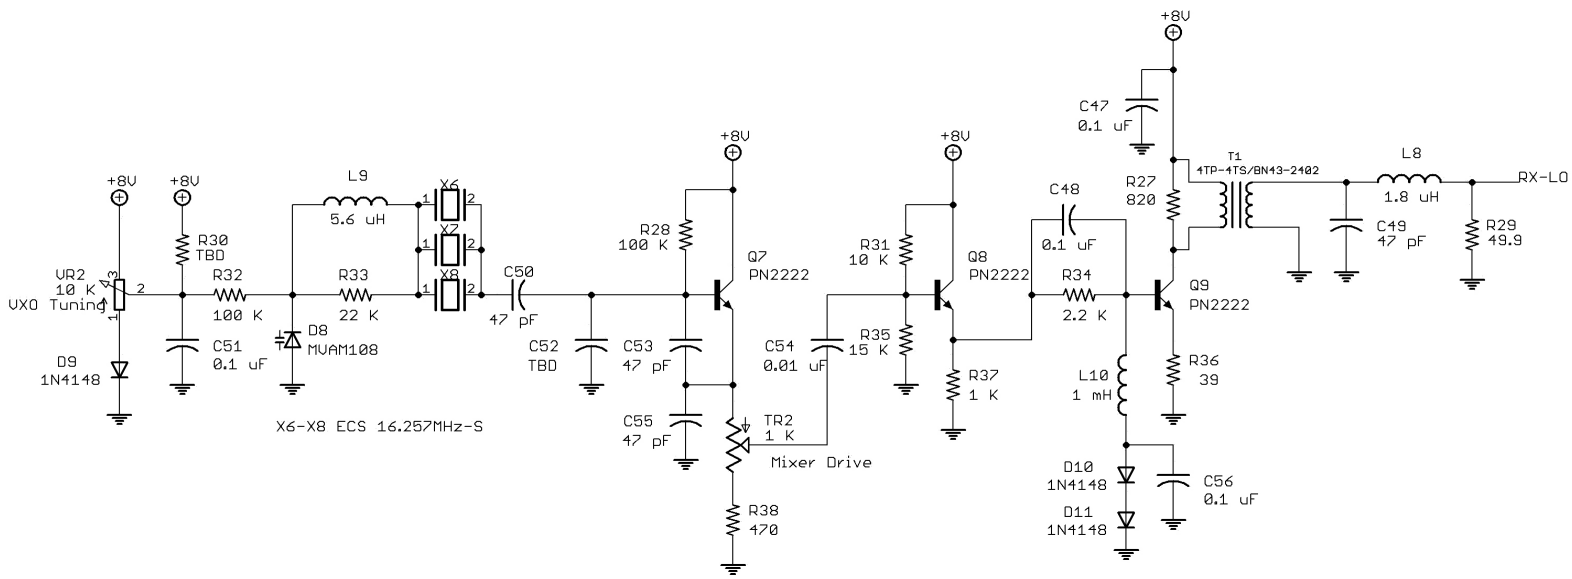 +8V
C47
0.1 uF
+8V
+8V
T1
4TP-4TS/BN43-2402
L8
1.8 uH
RX-LO
+8V
+8V
L9
5.6 uH
X6
1
2
X7
1
2
X8
1
2
R27
820
C48
0.1 uF
C49
47 pF
R29
49.9
R30
TBD
R28
100 K
R31
10 K
Q7
PN2222
Q8
PN2222
VR2
10 K
VXO Tuning
3
2
1
R32
100 K
R33
22 K
C50
47 pF
R34
2.2 K
Q9
PN2222
D9
1N4148
C51
0.1 uF
D8
MVAM108
C52
TBD
C53
47 pF
C54
0.01 uF
R35
15 K
R37
1 K
L10
1 mH
R36
39
X6-X8 ECS 16.257MHz-S
C55
47 pF
TR2
1 K
Mixer Drive
D10
1N4148
C56
0.1 uF
R38
470
D11
1N4148